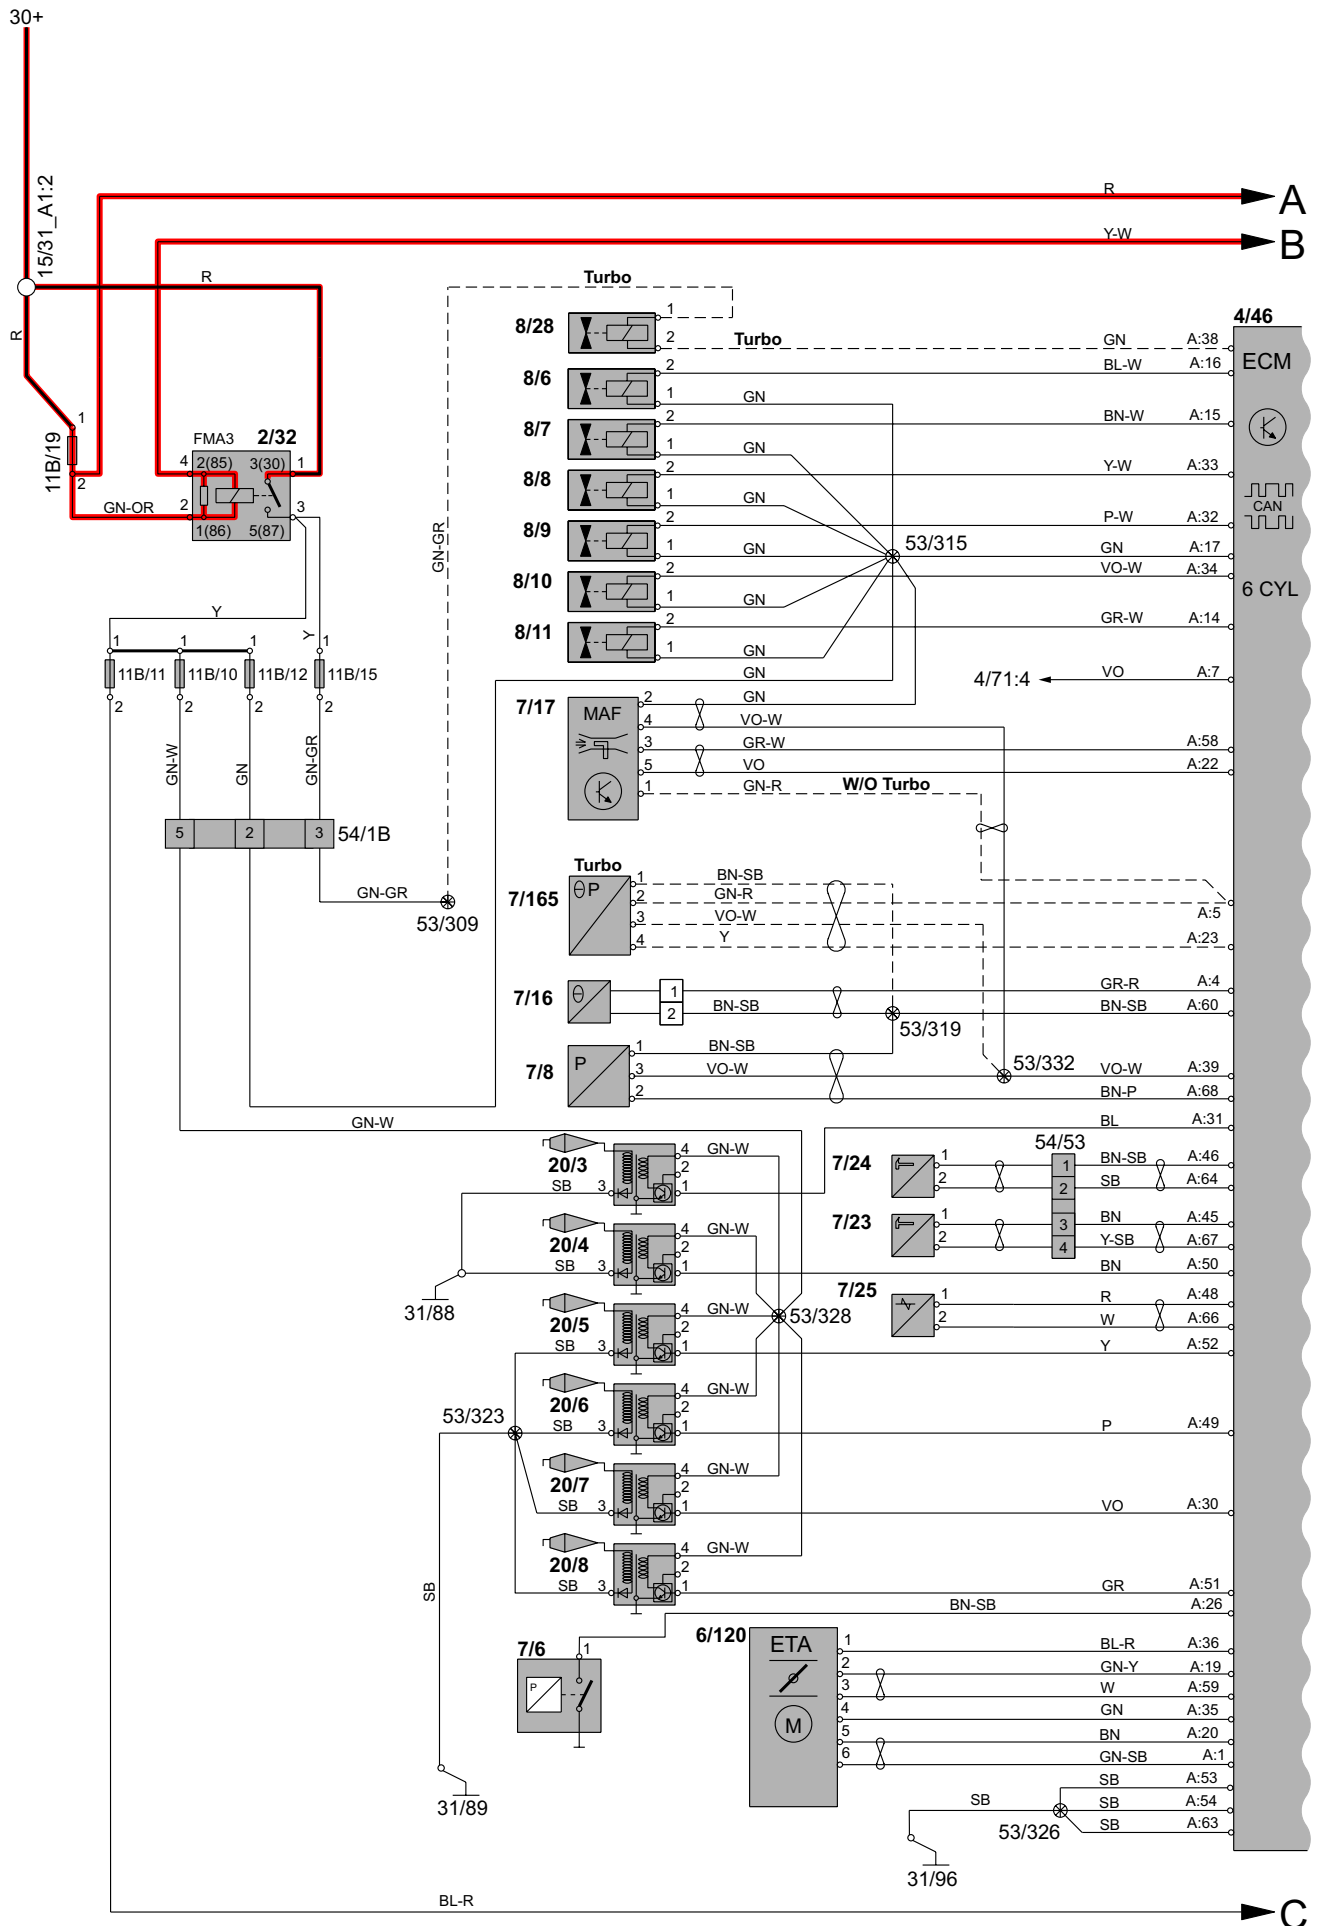 30+
15/31_A1:2
R
A
Y-W
B
R
R
Turbo
8/28
1
2
Turbo
GN
A:38
4/46
ECM
8/6
2
BL-W
A:16
1
GN
8/7
2
BN-W
A:15
1
GN
8/8
2
Y-W
A:33
1
GN
CAN
8/9
2
P-W
A:32
1
GN
53/315
GN
A:17
8/10
2
VO-W
A:34
6 CYL
1
GN
8/11
2
GR-W
A:14
1
GN
GN
4/71:4
VO
A:7
1
11B/19
2
GN-OR
FMA3
2/32
4
2(85)
3(30)
1
2
1(86)
5(87)
3
GN-GR
Y
Y
1
1
1
1
11B/11
11B/10
11B/12
11B/15
2
2
2
2
GN-W
GN
GN-GR
5
2
3
54/1B
GN-GR
53/309
7/17
MAF
2
GN
4
VO-W
3
GR-W
A:58
5
VO
A:22
1
GN-R
W/O Turbo
Turbo
7/165
P
1
BN-SB
2
GN-R
A:5
3
VO-W
4
Y
A:23
7/16
1
GR-R
A:4
2
BN-SB
BN-SB
A:60
53/319
7/8
P
1
BN-SB
3
VO-W
53/332
VO-W
A:39
2
BN-P
A:68
GN-W
BL
A:31
20/3
4
GN-W
2
SB
3
1
7/24
1
2
54/53
1
BN-SB
A:46
2
SB
A:64
7/23
1
2
3
BN
A:45
4
Y-SB
A:67
20/4
4
GN-W
2
SB
3
1
BN
A:50
31/88
7/25
1
R
A:48
2
W
A:66
20/5
4
GN-W
53/328
2
SB
3
1
Y
A:52
20/6
4
GN-W
2
53/323
SB
3
1
P
A:49
20/7
4
GN-W
2
SB
3
1
VO
A:30
20/8
4
GN-W
2
SB
3
1
GR
A:51
SB
BN-SB
A:26
7/6
1
P
6/120
ETA
M
1
BL-R
A:36
2
GN-Y
A:19
3
W
A:59
4
GN
A:35
5
BN
A:20
6
GN-SB
A:1
31/89
SB
A:53
SB
SB
A:54
53/326
SB
A:63
31/96
BL-R
C